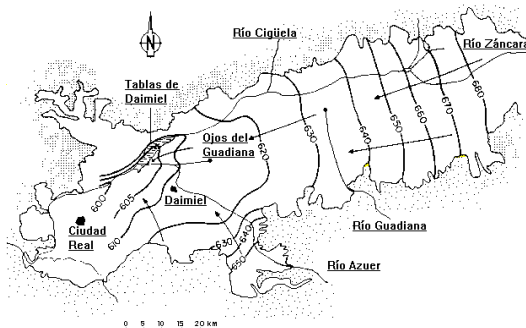 N
Río Cigüela
Río Záncara
Tablas de
Daimiel
Ojos del
Guadiana
680
670
660
650
640
630
620
600
605
610
Daimiel
Ciudad
Real
630
640
650
Río Guadiana
Río Azuer
0 5 10 15 20 km